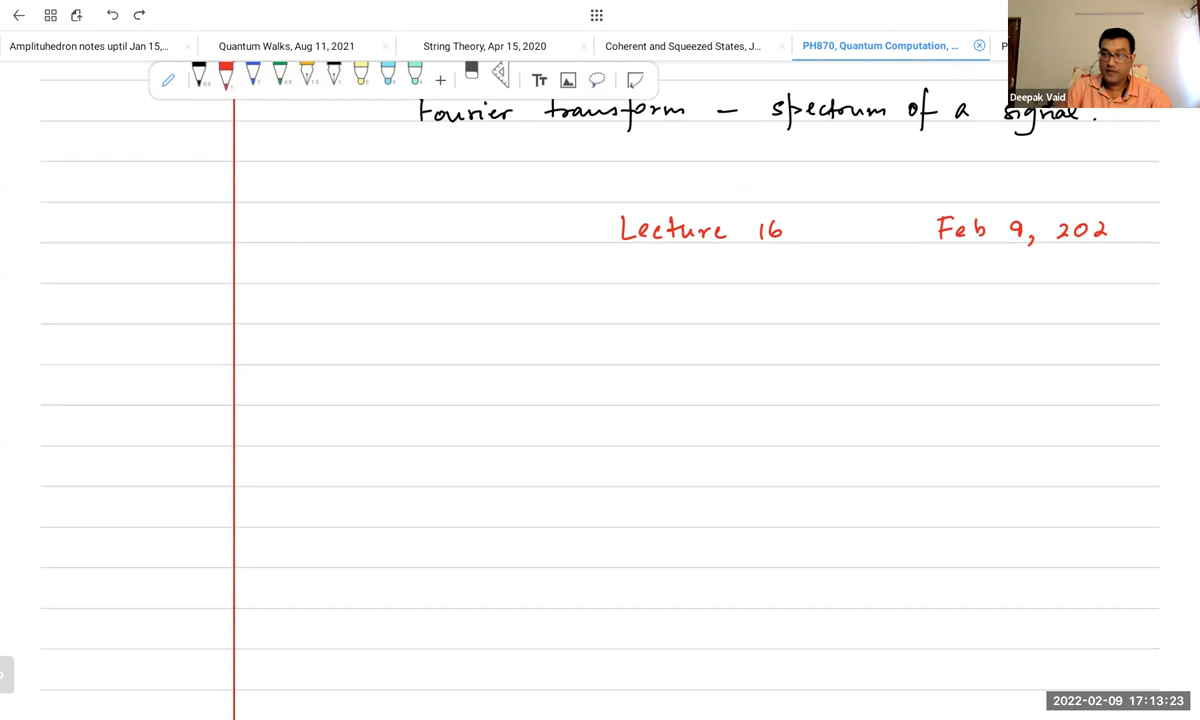 Amplituhedron notes uptil Jan 15,... Quantum Walks, Aug 11, 2021 String Theory, Apr 15, 2020 Coherent and Squeezed States, J... PH870, Quantum Computation, ... P
Deepak Vaid
Fourier transform - spectrum of a signal.
Lecture 16 Feb 9, 202
2022-02-09 17:13:23